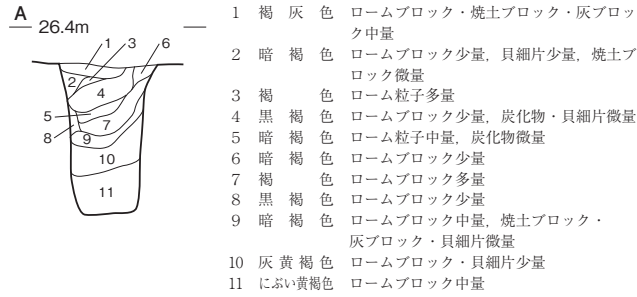 A
26.4m
1 3 6
2
4
5
7
8
9
10
11
1 褐灰色 ロームブロック・焼土ブロック・灰ブロッ
ク中量
2 暗褐色 ロームブロック少量，貝細片少量，焼土ブ
ロック微量
3 褐色 ローム粒子多量
4 黒褐色 ロームブロック少量，炭化物・貝細片微量
5 暗褐色 ローム粒子中量，炭化物微量
6 暗褐色 ロームブロック少量
7 褐色 ロームブロック多量
8 黒褐色 ロームブロック少量
9 暗褐色 ロームブロック中量，焼土ブロック・
灰ブロック・貝細片微量
10 灰黄褐色 ロームブロック・貝細片少量
11 にぶい黄褐色 ロームブロック中量